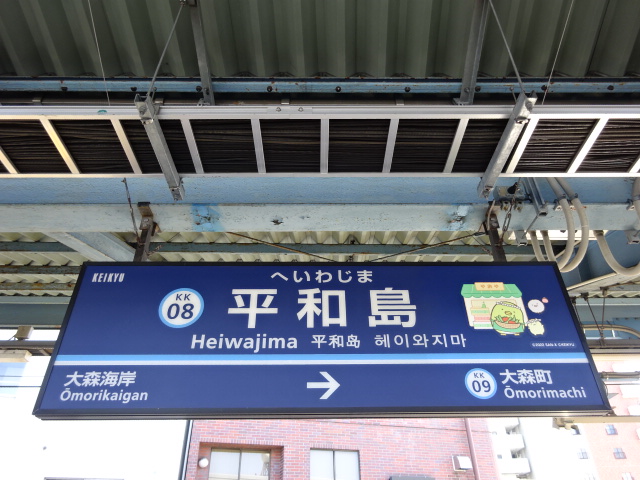 KEIKYU
へいわじま
KK
08
平和島
Heiwajima 平和岛 헤이와지마
大森海岸
Ōmorikaigan
→
KK
09
大森町
Ōmorimachi